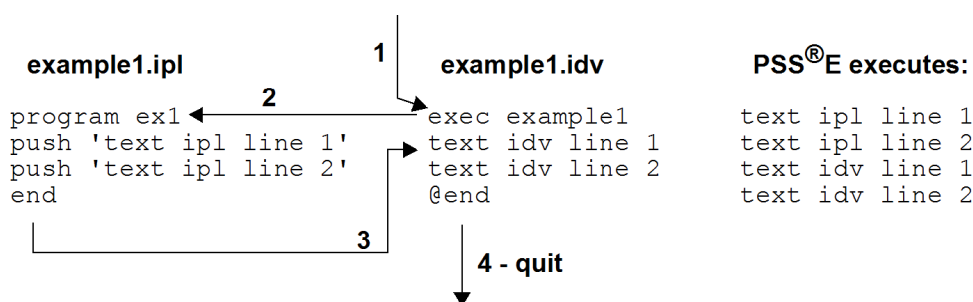 1
example1.ipl
program ex1
push 'text ipl line 1'
push 'text ipl line 2'
end
2
3
example1.idv
exec example1
text idv line 1
text idv line 2
@end
4 - quit
PSS®E executes:
text ipl line 1
text ipl line 2
text idv line 1
text idv line 2